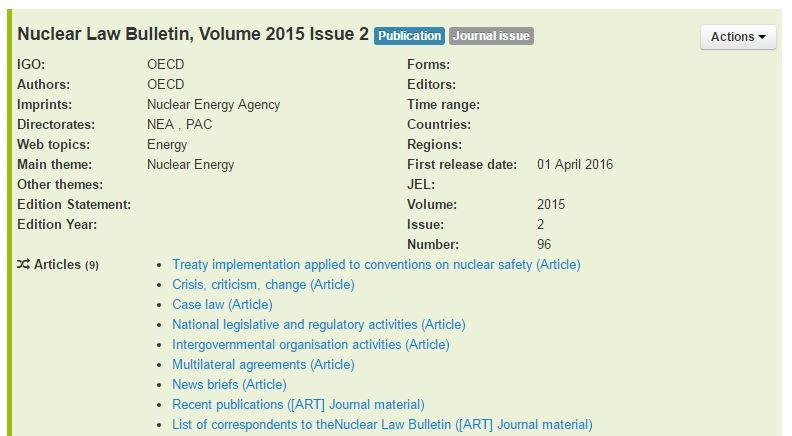 Nuclear Law Bulletin, Volume 2015 Issue 2 Publication Journal issue Actions
IGO: OECD Forms:
Authors: OECD Editors:
Imprints: Nuclear Energy Agency Time range:
Directorates: NEA , PAC Countries:
Web topics: Energy Regions:
Main theme: Nuclear Energy First release date: 01 April 2016
Other themes: JEL:
Edition Statement: Volume: 2015
Edition Year: Issue: 2
Number: 96
Articles (9) • Treaty implementation applied to conventions on nuclear safety (Article)
• Crisis, criticism, change (Article)
• Case law (Article)
• National legislative and regulatory activities (Article)
• Intergovernmental organisation activities (Article)
• Multilateral agreements (Article)
• News briefs (Article)
• Recent publications ([ART] Journal material)
• List of correspondents to theNuclear Law Bulletin ([ART] Journal material)